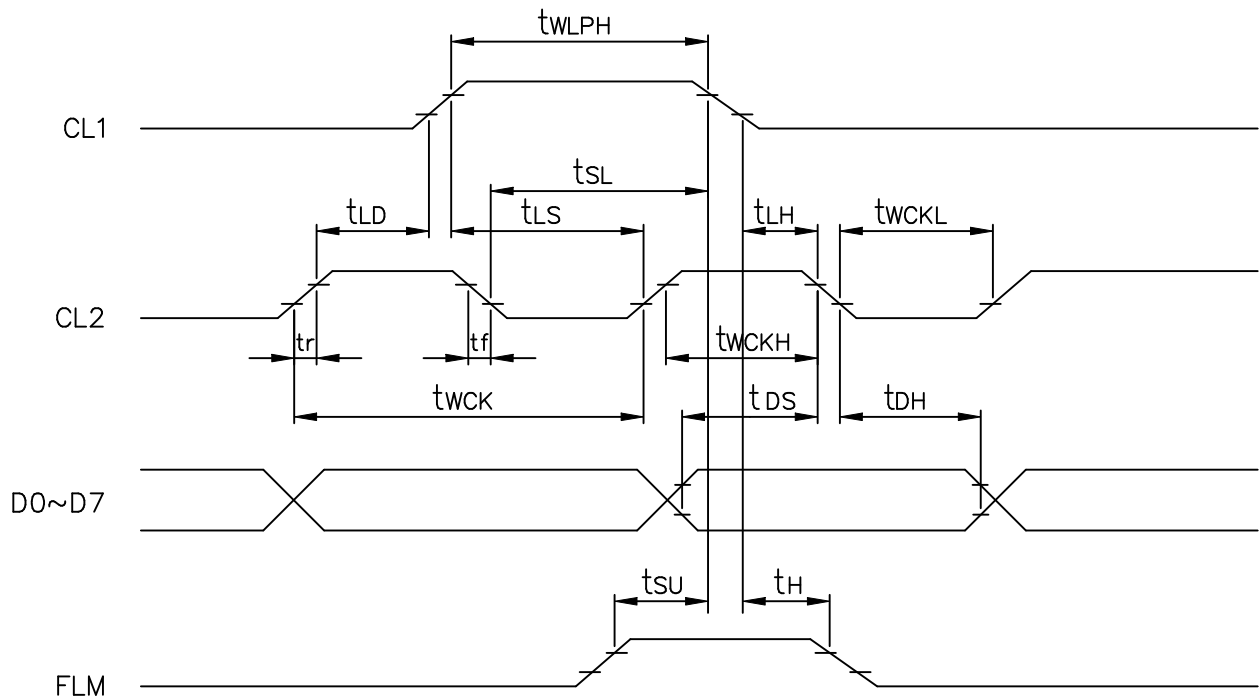 tWLPH
CL1
tSL
tLD tLS tLH tWCKL
CL2
tr tf tWCKH
tWCK tDS tDH
D0~D7
tSU tH
FLM